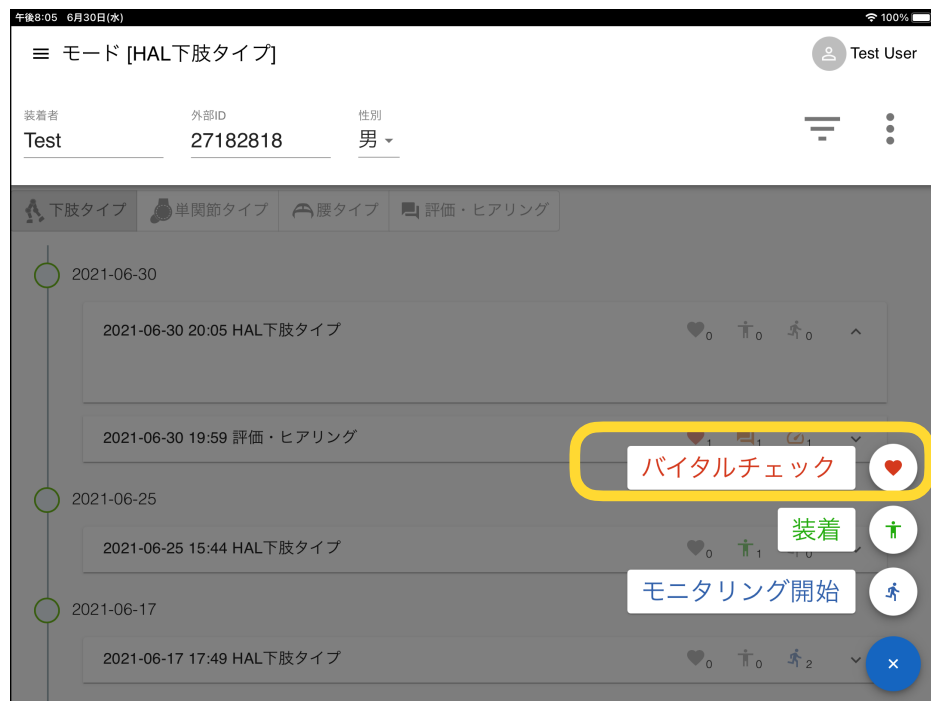 午後8:05 6月30日(水) 100%
モード [HAL下肢タイプ] Test User
装着者 外部ID 性別
Test 27182818 男
下肢タイプ 単関節タイプ 腰タイプ 評価・ヒアリング
2021-06-30
2021-06-30 20:05 HAL下肢タイプ 0 0 0
2021-06-30 19:59 評価・ヒアリング 1 1 1
バイタルチェック
2021-06-25
装着
2021-06-25 15:44 HAL下肢タイプ 0 1 0
モニタリング開始
2021-06-17
2021-06-17 17:49 HAL下肢タイプ 0 0 2